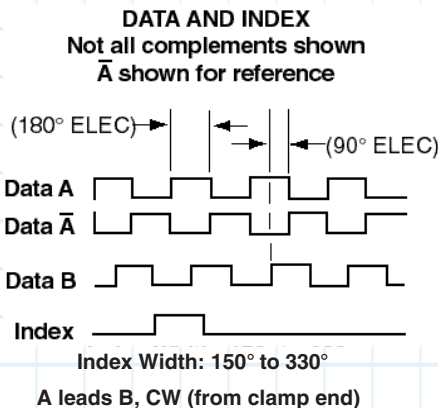 DATA AND INDEX
Not all complements shown
A̅ shown for reference
(180° ELEC)
(90° ELEC)
Data A
Data A̅
Data B
Index
Index Width: 150° to 330°
A leads B, CW (from clamp end)